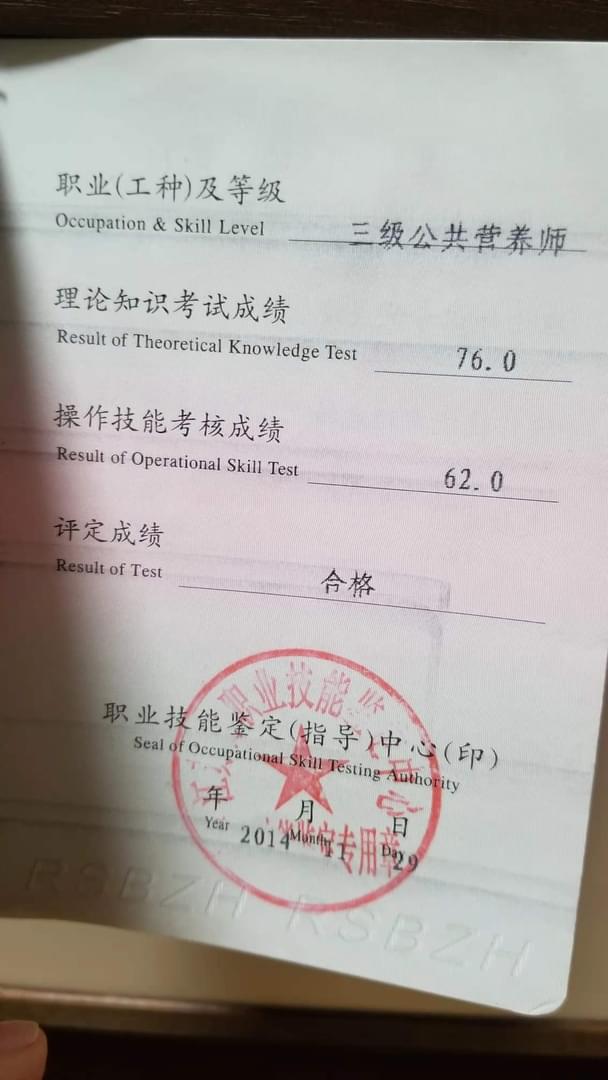 职业(工种)及等级
Occupation & Skill Level 三级公共营养师
理论知识考试成绩
Result of Theoretical Knowledge Test 76.0
操作技能考核成绩
Result of Operational Skill Test 62.0
评定成绩
Result of Test 合格
职业技能鉴定(指导)中心(印)
Seal of Occupational Skill Testing Authority
职业技能鉴 中心
年 月 日
Year Month Day
2014 11 29
鉴定专用章
RSBZH RSBZH